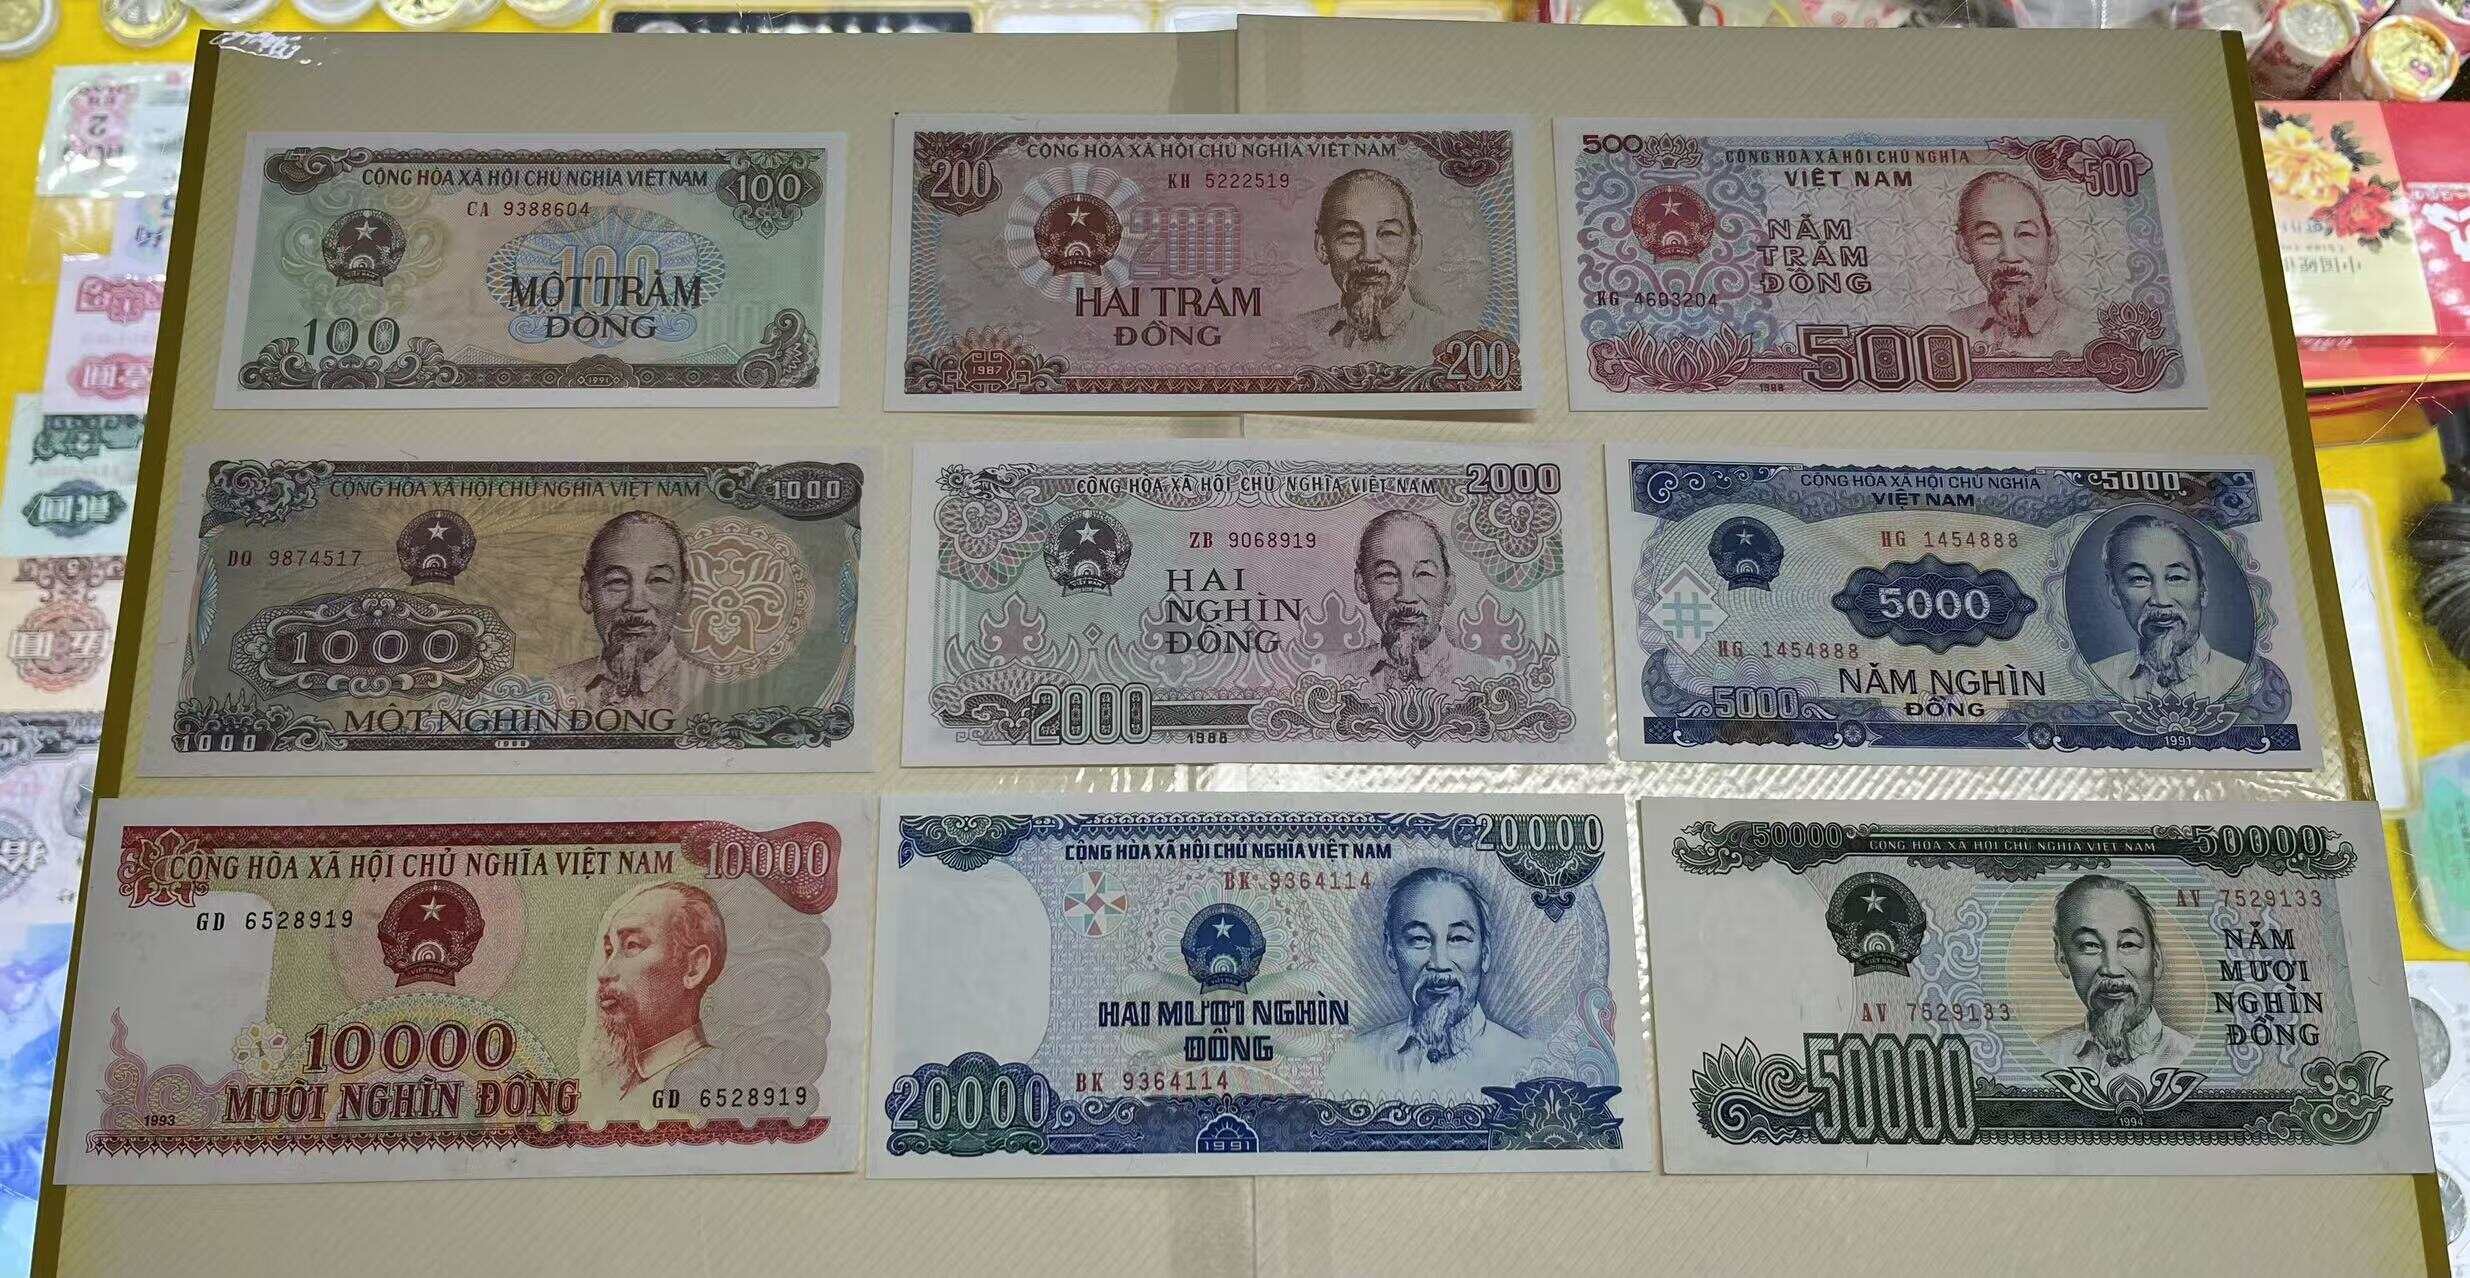 CỘNG HÒA XÃ HỘI CHỦ NGHĨA VIỆT NAM
100
CA 9388604
100
MỘT TRĂM
ĐỒNG
100
1991
CỘNG HÒA XÃ HỘI CHỦ NGHĨA VIỆT NAM
200
KH 5222519
200
HAI TRĂM
ĐỒNG
1987
200
500
CỘNG HÒA XÃ HỘI CHỦ NGHĨA
VIỆT NAM
500
NĂM
TRĂM
ĐỒNG
KG 4603204
500
1988
CỘNG HÒA XÃ HỘI CHỦ NGHĨA VIỆT NAM
1000
DQ 9874517
1000
MỘT NGHÌN ĐỒNG
1000
1988
CỘNG HÒA XÃ HỘI CHỦ NGHĨA VIỆT NAM
2000
ZB 9068919
HAI
NGHÌN
ĐỒNG
2000
1988
CỘNG HÒA XÃ HỘI CHỦ NGHĨA
VIỆT NAM
5000
HG 1454888
5000
HG 1454888
NĂM NGHÌN
ĐỒNG
5000
1991
CỘNG HÒA XÃ HỘI CHỦ NGHĨA VIỆT NAM
10000
GD 6528919
VIỆT NAM
10000
MƯỜI NGHÌN ĐỒNG
GD 6528919
1993
20000
CỘNG HÒA XÃ HỘI CHỦ NGHĨA VIỆT NAM
BK 9364114
HAI MƯƠI NGHÌN
ĐỒNG
BK 9364114
20000
1991
50000
CỘNG HÒA XÃ HỘI CHỦ NGHĨA VIỆT NAM
50000
AV 7529133
VIỆT NAM
NĂM
MƯƠI
NGHÌN
ĐỒNG
AV 7529133
50000
1994